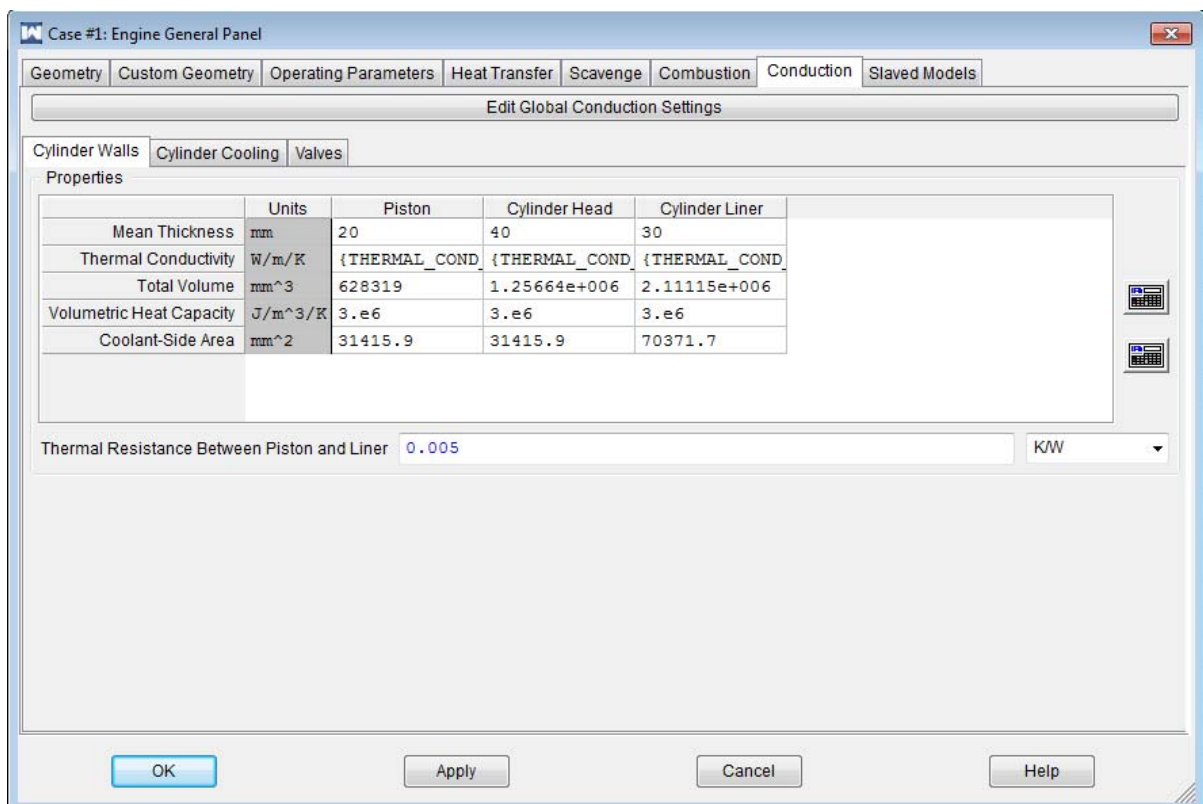 Case #1: Engine General Panel
Geometry Custom Geometry Operating Parameters Heat Transfer Scavenge Combustion Conduction Slaved Models
Edit Global Conduction Settings
Cylinder Walls Cylinder Cooling Valves
Properties
Units Piston Cylinder Head Cylinder Liner
Mean Thickness mm 20 40 30
Thermal Conductivity W/m/K {THERMAL_COND_ {THERMAL_COND_ {THERMAL_COND_
Total Volume mm^3 628319 1.25664e+006 2.11115e+006
Volumetric Heat Capacity J/m^3/K 3.e6 3.e6 3.e6
Coolant-Side Area mm^2 31415.9 31415.9 70371.7
Thermal Resistance Between Piston and Liner 0.005 K/W
OK Apply Cancel Help